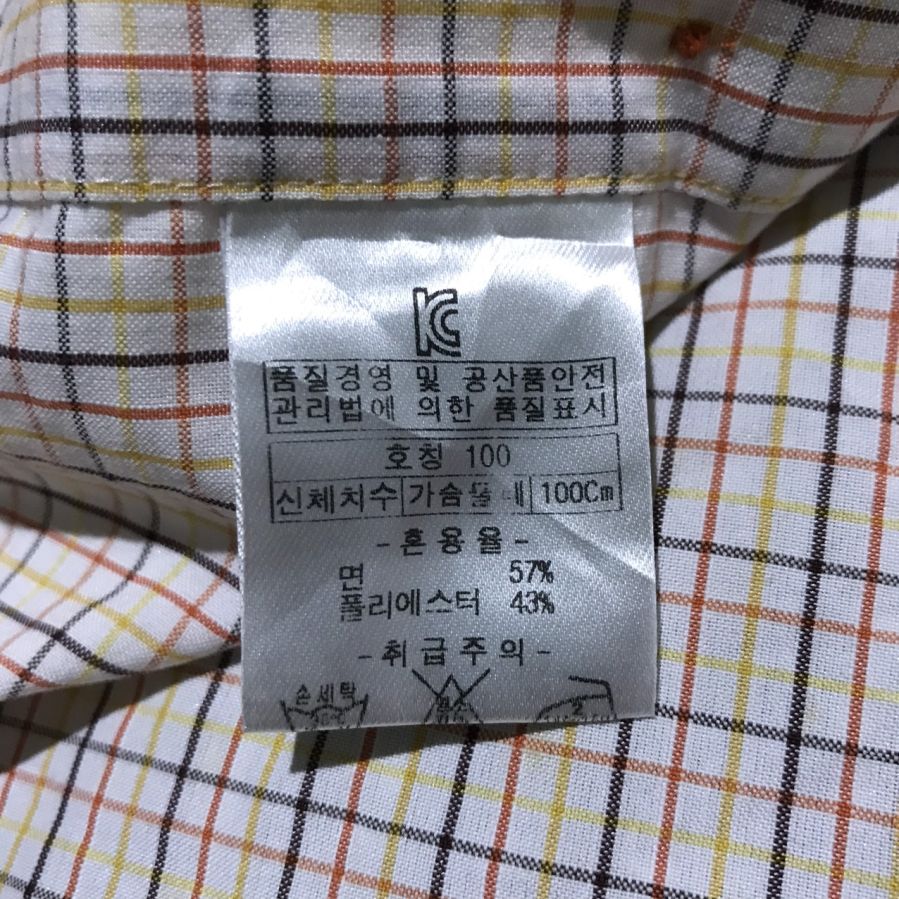 KC
품질경영 및 공산품안전
관리법에 의한 품질표시
호칭 100
신체치수 가슴둘레 100Cm
-혼용율-
면 57%
폴리에스터 43%
-취급주의-
손세탁